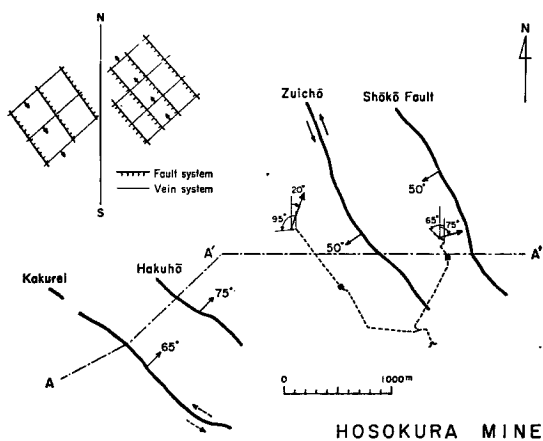 N
Fault system
Vein system
S
N
Zuichō
Shōkō Fault
20°
95°
50°
50°
65°
75°
A'
A"
Kakurei
Hakuhō
75°
65°
A
0 1000m
HOSOKURA MINE